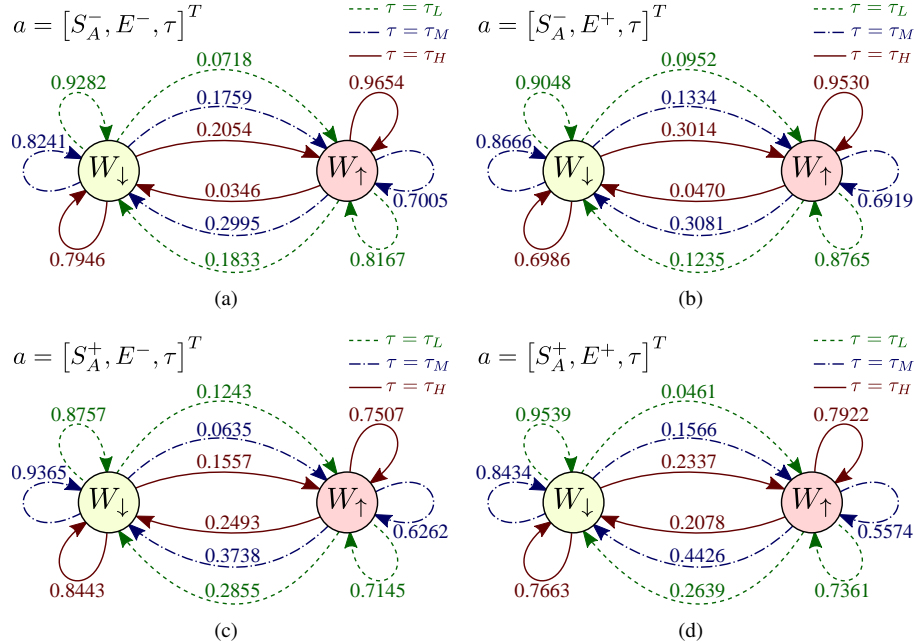 a = [S_A^-, E^-, τ]^T
τ = τ_L
τ = τ_M
τ = τ_H
0.9282
0.0718
0.9654
0.1759
0.8241
0.2054
W↓
W↑
0.0346
0.7005
0.2995
0.7946
0.1833
0.8167
(a)
a = [S_A^-, E^+, τ]^T
τ = τ_L
τ = τ_M
τ = τ_H
0.9048
0.0952
0.9530
0.1334
0.8666
0.3014
W↓
W↑
0.0470
0.6919
0.3081
0.6986
0.1235
0.8765
(b)
a = [S_A^+, E^-, τ]^T
τ = τ_L
τ = τ_M
τ = τ_H
0.8757
0.1243
0.7507
0.0635
0.9365
0.1557
W↓
W↑
0.2493
0.6262
0.3738
0.8443
0.2855
0.7145
(c)
a = [S_A^+, E^+, τ]^T
τ = τ_L
τ = τ_M
τ = τ_H
0.9539
0.0461
0.7922
0.1566
0.8434
0.2337
W↓
W↑
0.2078
0.5574
0.4426
0.7663
0.2639
0.7361
(d)